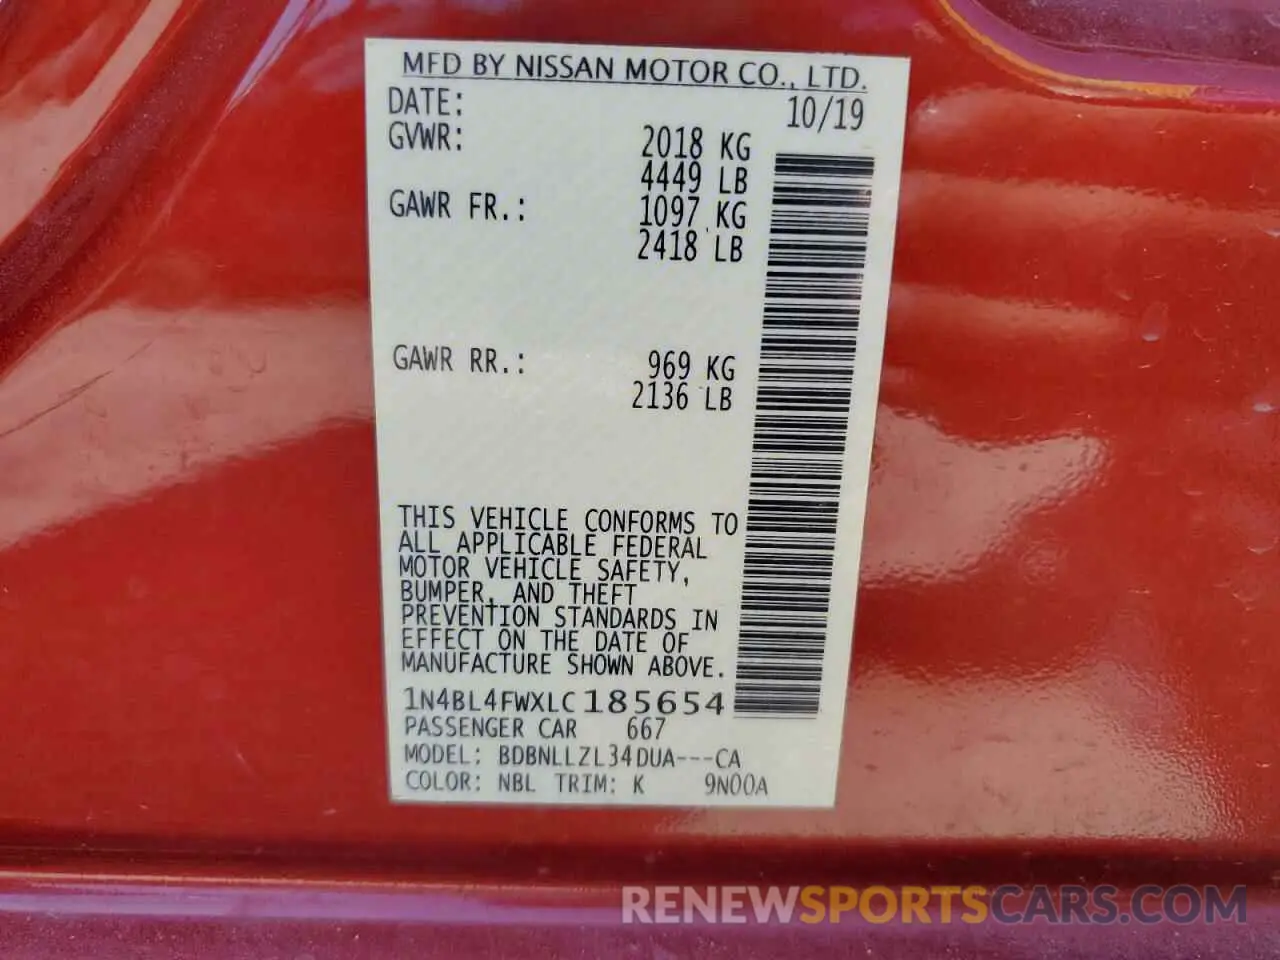 MFD BY NISSAN MOTOR CO., LTD.
DATE: 10/19
GVWR: 2018 KG
4449 LB
GAWR FR.: 1097 KG
2418 LB
GAWR RR.: 969 KG
2136 LB
THIS VEHICLE CONFORMS TO
ALL APPLICABLE FEDERAL
MOTOR VEHICLE SAFETY,
BUMPER, AND THEFT
PREVENTION STANDARDS IN
EFFECT ON THE DATE OF
MANUFACTURE SHOWN ABOVE.
1N4BL4FWXLC185654
PASSENGER CAR 667
MODEL: BDBNLLZL34DUA---CA
COLOR: NBL TRIM: K 9N00A
RENEWSPORTSCARS.COM